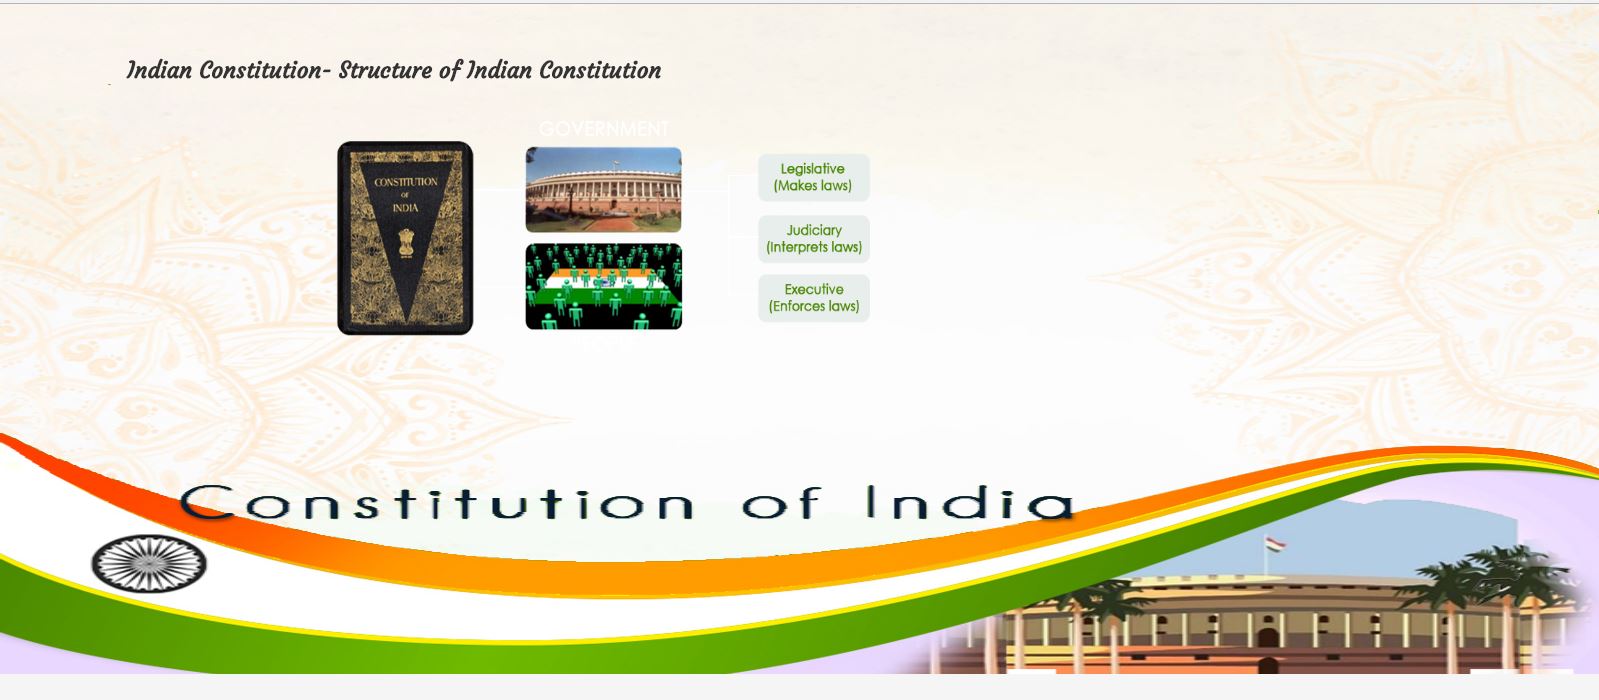 Indian Constitution- Structure of Indian Constitution
GOVERNMENT
CONSTITUTION
OF
INDIA
Legislative
(Makes laws)
Judiciary
(Interprets laws)
Executive
(Enforces laws)
Constitution of India